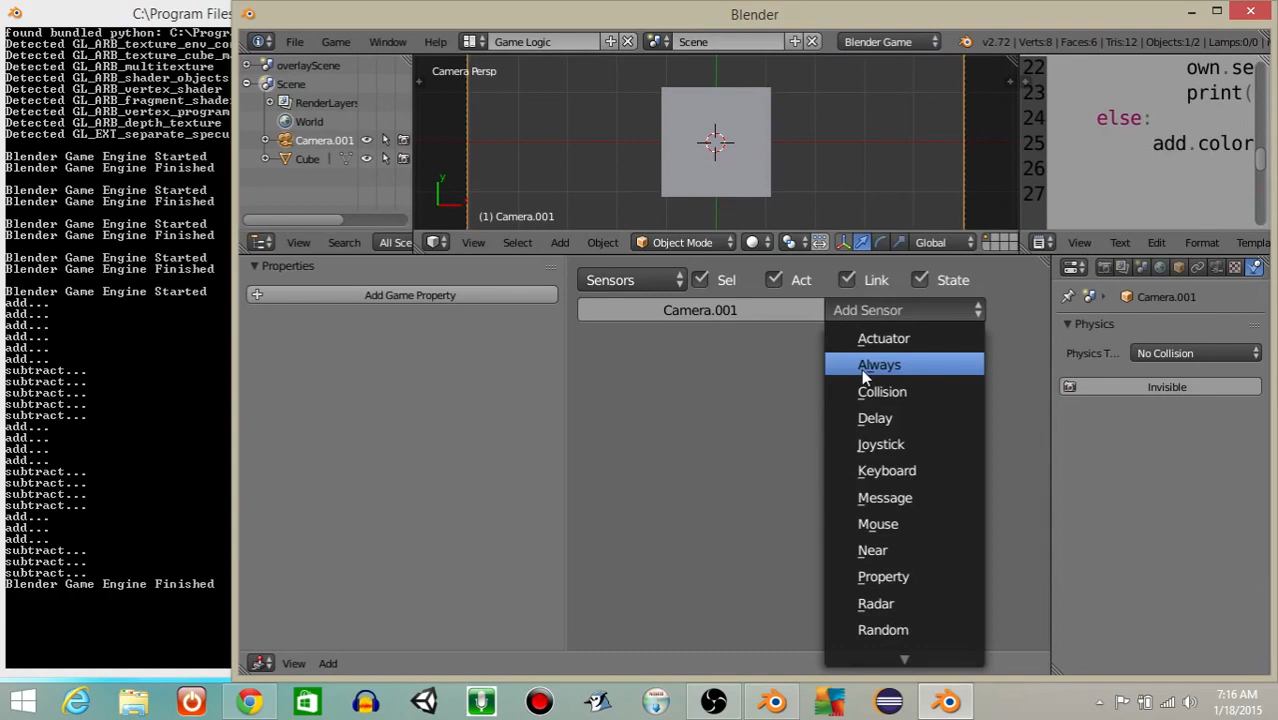 C:\Program Files
found bundled python: C:\Progr
Detected GL_ARB_texture_env_co
Detected GL_ARB_texture_cube_m
Detected GL_ARB_multitexture
Detected GL_ARB_shader_objects
Detected GL_ARB_vertex_shader
Detected GL_ARB_fragment_shade
Detected GL_ARB_vertex_program
Detected GL_ARB_depth_texture
Detected GL_EXT_separate_specu
Blender Game Engine Started
Blender Game Engine Finished
Blender Game Engine Started
Blender Game Engine Finished
Blender Game Engine Started
Blender Game Engine Finished
Blender Game Engine Started
Blender Game Engine Finished
Blender Game Engine Started
add...
add...
add...
add...
add...
add...
subtract...
subtract...
subtract...
subtract...
subtract...
add...
add...
add...
add...
subtract...
subtract...
subtract...
subtract...
add...
add...
add...
subtract...
subtract...
subtract...
Blender Game Engine Finished
Blender
File Game Window Help Game Logic Scene Blender Game v2.72 | Verts:8 | Faces:6 | Tris:12 | Objects:1/2 | Lamps:0/0
overlayScene
Scene
RenderLayers
World
Camera.001
Cube
View Search All Sce
Camera Persp
y
(1) Camera.001
View Select Add Object Object Mode Global
22 own.se
23 print(
24 else:
25 add.color
26
27
View Text Edit Format Templa
Properties
Add Game Property
Sensors Sel Act Link State
Camera.001 Add Sensor
Actuator
Always
Collision
Delay
Joystick
Keyboard
Message
Mouse
Near
Property
Radar
Random
Camera.001
Physics
Physics T... No Collision
Invisible
View Add
7:16 AM
1/18/2015